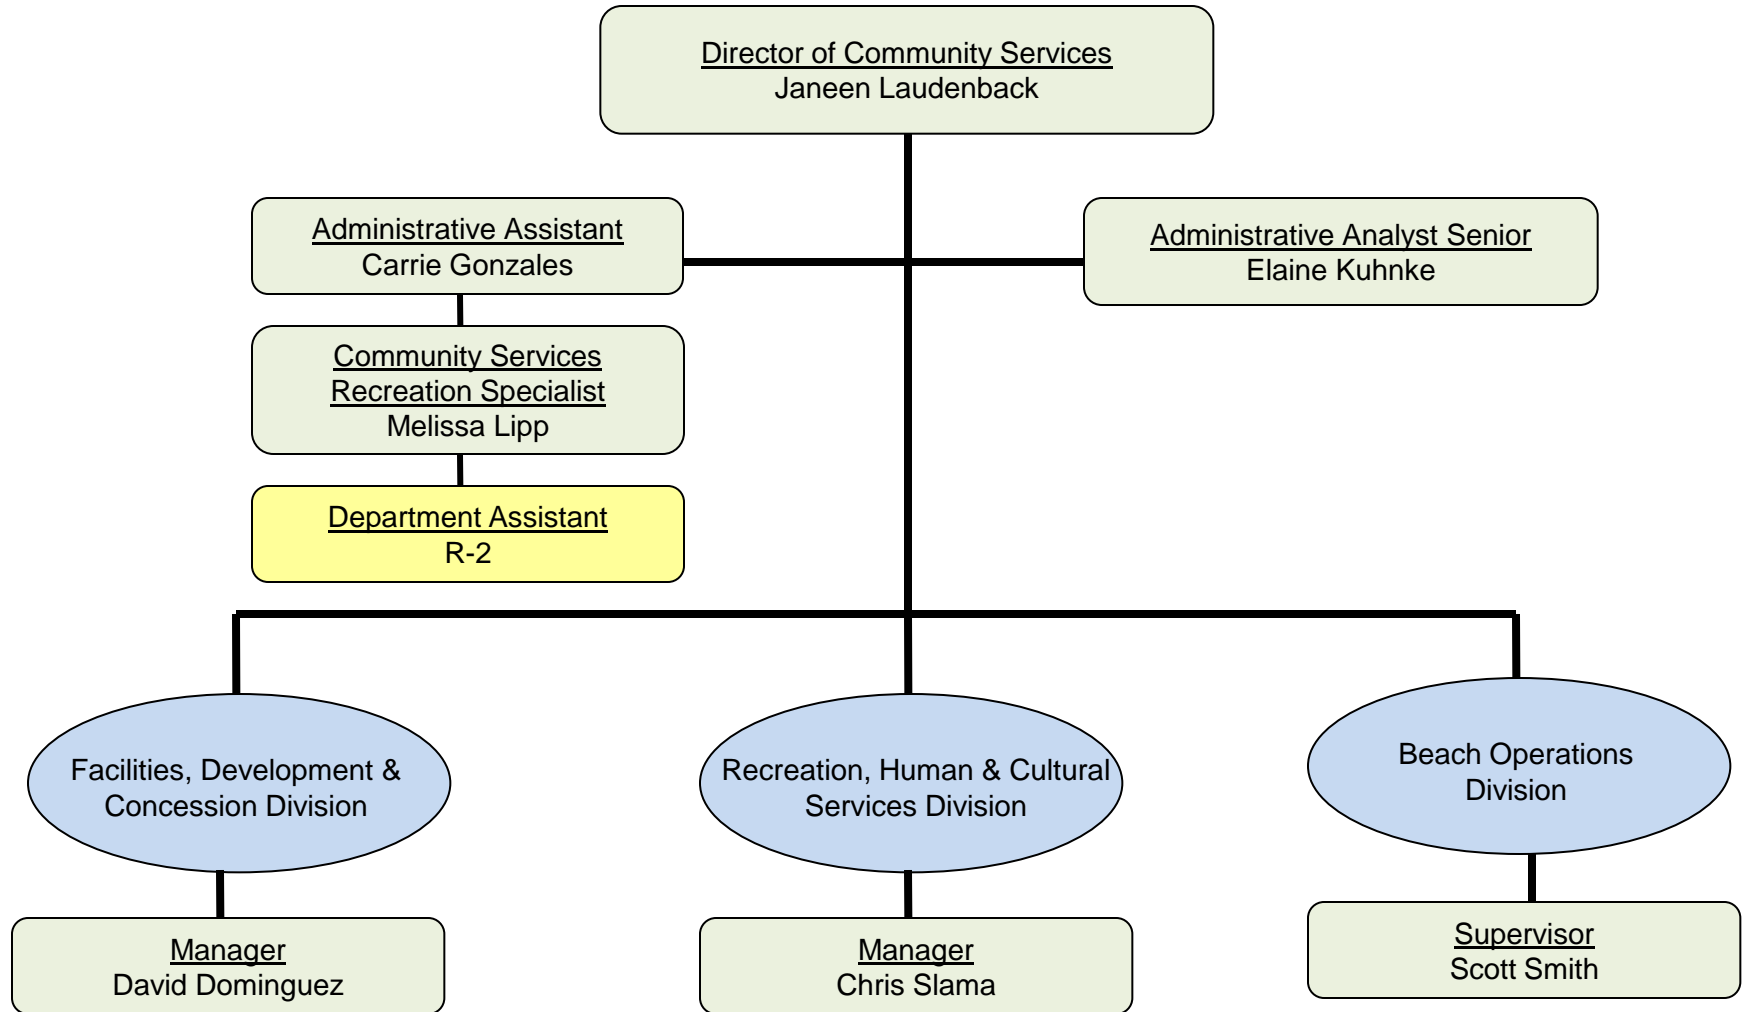 Director of Community Services
Janeen Laudenback
Administrative Assistant
Carrie Gonzales
Administrative Analyst Senior
Elaine Kuhnke
Community Services
Recreation Specialist
Melissa Lipp
Department Assistant
R-2
Facilities, Development &
Concession Division
Recreation, Human & Cultural
Services Division
Beach Operations
Division
Manager
David Dominguez
Manager
Chris Slama
Supervisor
Scott Smith